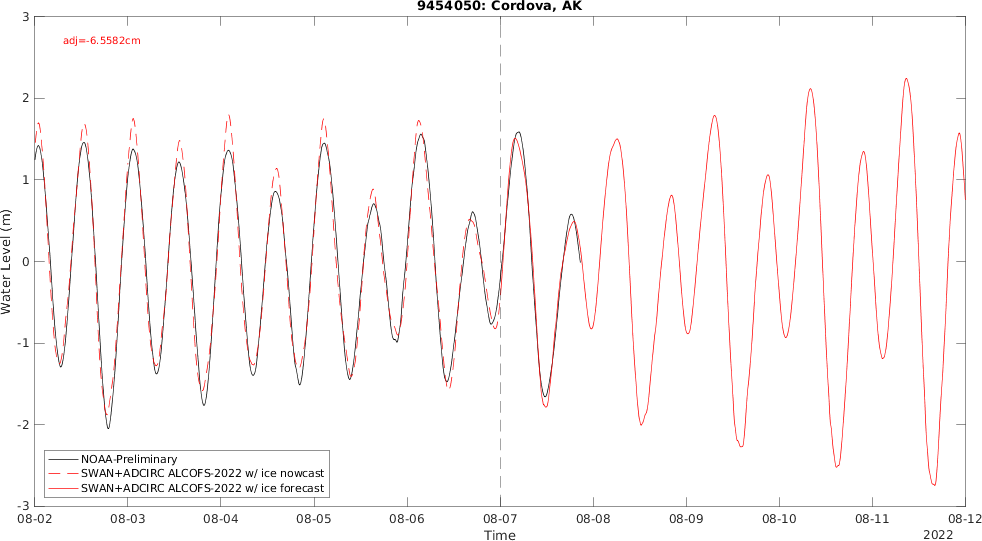 9454050: Cordova, AK
adj=-6.5582cm
3
2
1
0
-1
-2
-3
Water Level (m)
NOAA-Preliminary
SWAN+ADCIRC ALCOFS-2022 w/ ice nowcast
SWAN+ADCIRC ALCOFS-2022 w/ ice forecast
08-02 08-03 08-04 08-05 08-06 08-07 08-08 08-09 08-10 08-11 08-12
Time
2022